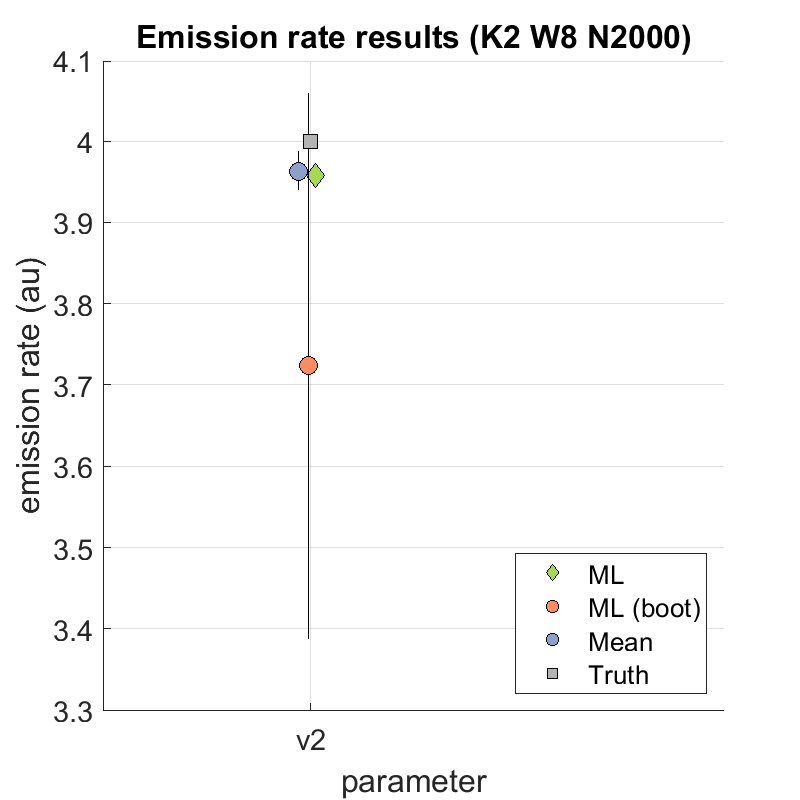 Emission rate results (K2 W8 N2000)
4.1
4
3.9
3.8
3.7
3.6
3.5
3.4
3.3
emission rate (au)
v2
parameter
ML
ML (boot)
Mean
Truth